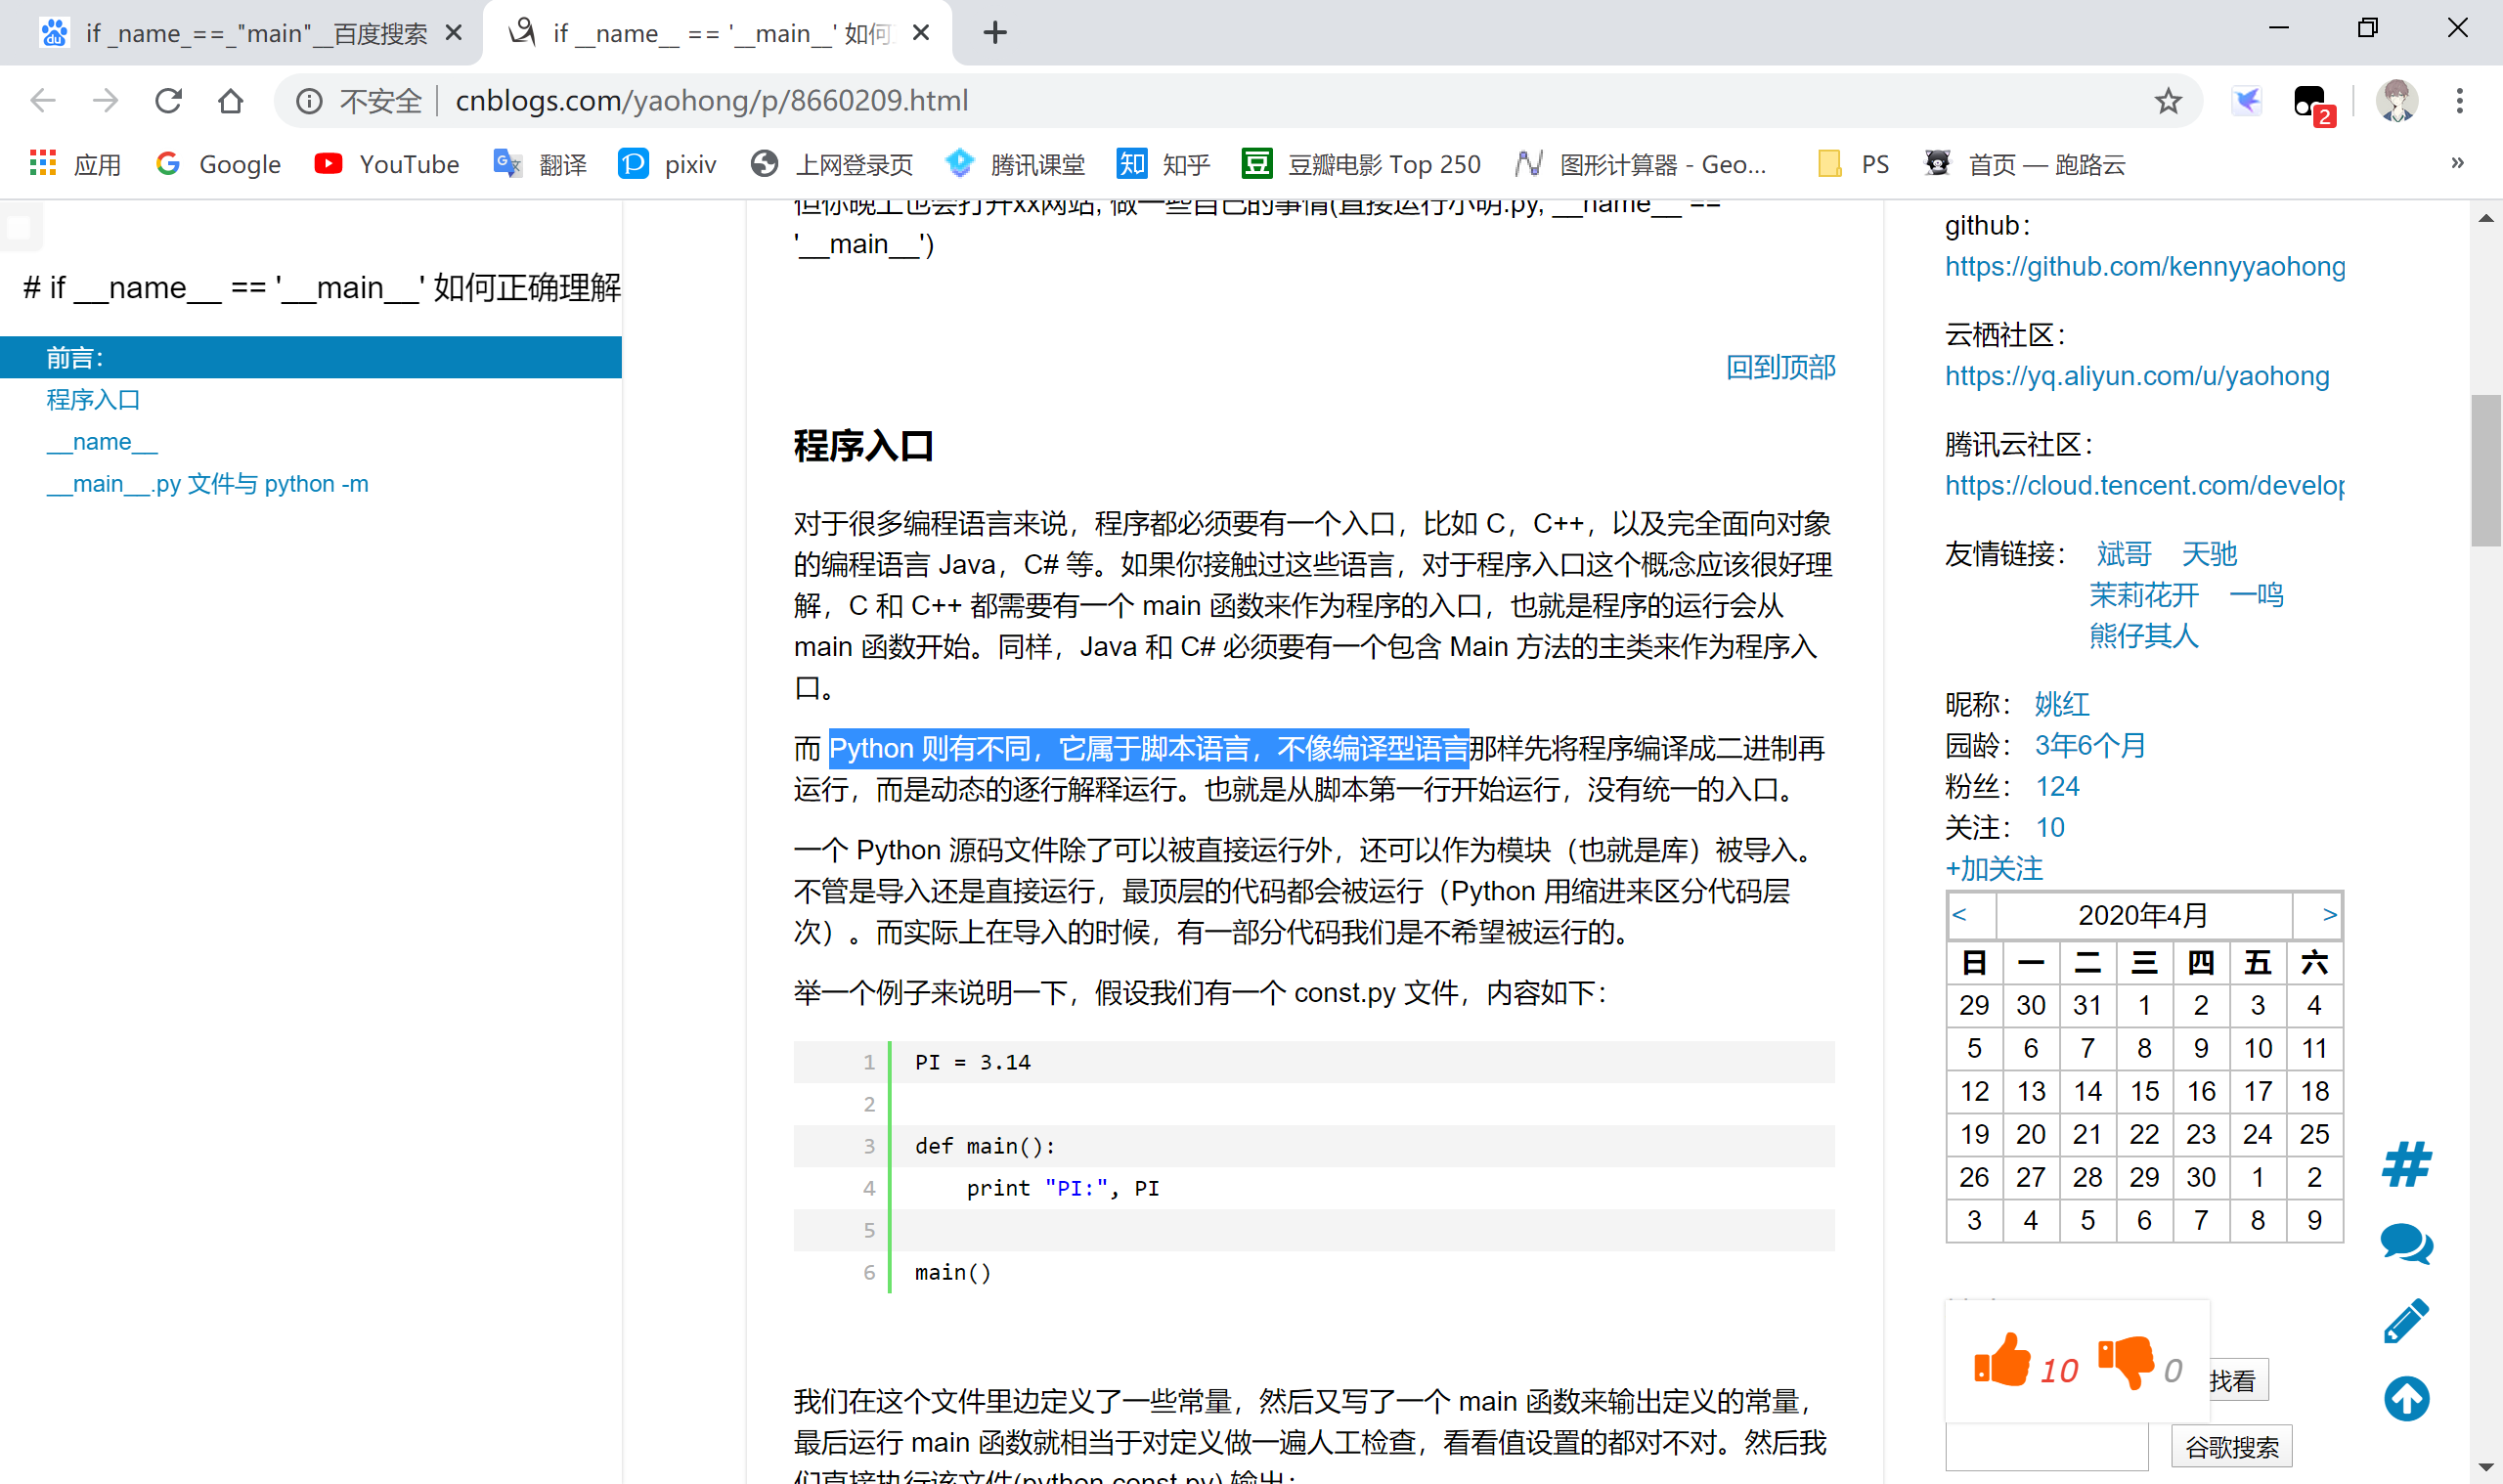 if _name_==_"main"__百度搜索
if __name__ == '__main__' 如何
不安全 cnblogs.com/yaohong/p/8660209.html
2
应用 Google YouTube 翻译 pixiv 上网登录页 腾讯课堂 知乎 豆瓣电影 Top 250 图形计算器 - Geo... PS 首页 — 跑路云 »
# if __name__ == '__main__' 如何正确理解
前言：
程序入口
__name__
__main__.py 文件与 python -m
但你晚上也会打开xx网站, 做一些自己的事情(直接运行小明.py, __name__ ==
'__main__')
回到顶部
程序入口
对于很多编程语言来说，程序都必须要有一个入口，比如 C，C++，以及完全面向对象
的编程语言 Java，C# 等。如果你接触过这些语言，对于程序入口这个概念应该很好理
解，C 和 C++ 都需要有一个 main 函数来作为程序的入口，也就是程序的运行会从
main 函数开始。同样，Java 和 C# 必须要有一个包含 Main 方法的主类来作为程序入
口。
而 Python 则有不同，它属于脚本语言，不像编译型语言那样先将程序编译成二进制再
运行，而是动态的逐行解释运行。也就是从脚本第一行开始运行，没有统一的入口。
一个 Python 源码文件除了可以被直接运行外，还可以作为模块（也就是库）被导入。
不管是导入还是直接运行，最顶层的代码都会被运行（Python 用缩进来区分代码层
次）。而实际上在导入的时候，有一部分代码我们是不希望被运行的。
举一个例子来说明一下，假设我们有一个 const.py 文件，内容如下：
1 PI = 3.14
2
3 def main():
4     print "PI:", PI
5
6 main()
我们在这个文件里边定义了一些常量，然后又写了一个 main 函数来输出定义的常量，
最后运行 main 函数就相当于对定义做一遍人工检查，看看值设置的都对不对。然后我
们直接执行该文件(python const.py),输出：
github：
https://github.com/kennyyaohong
云栖社区：
https://yq.aliyun.com/u/yaohong
腾讯云社区：
https://cloud.tencent.com/develop
友情链接： 斌哥 天驰
茉莉花开 一鸣
熊仔其人
昵称： 姚红
园龄： 3年6个月
粉丝： 124
关注： 10
+加关注
< 2020年4月 >
日 一 二 三 四 五 六
29 30 31 1 2 3 4
5 6 7 8 9 10 11
12 13 14 15 16 17 18
19 20 21 22 23 24 25
26 27 28 29 30 1 2
3 4 5 6 7 8 9
#
10 0
找看
谷歌搜索